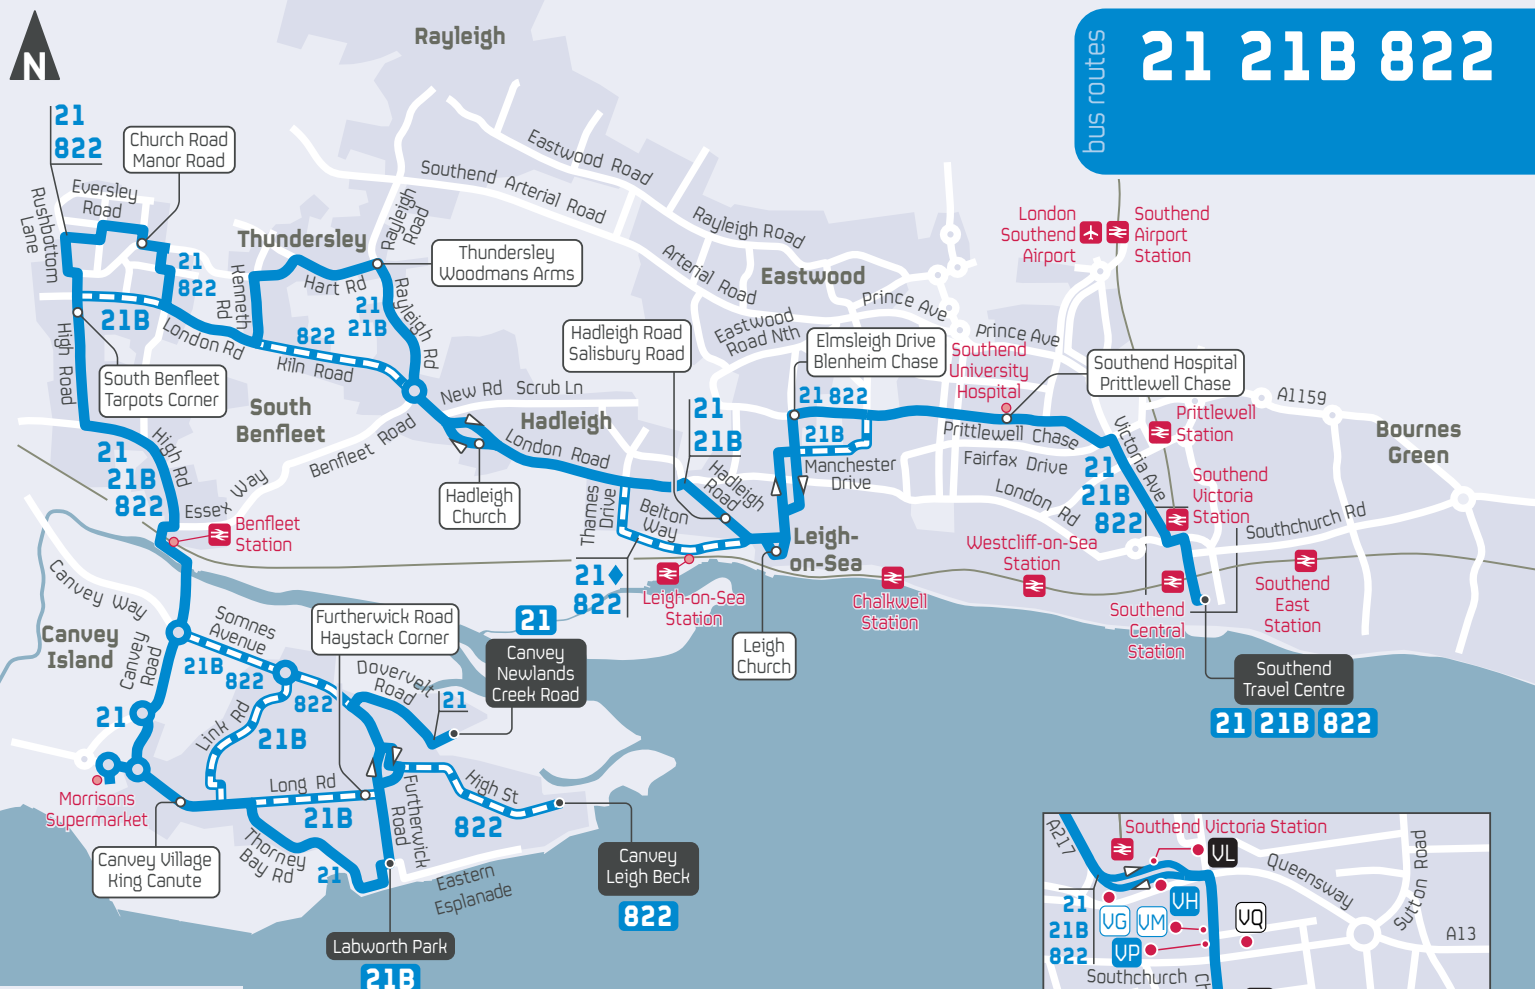 N
Rayleigh
bus routes
21 21B 822
21
822
Church Road
Manor Road
Eversley
Road
Rushbottom
Lane
Eastwood Road
Southend Arterial Road
Rayleigh
Road
Rayleigh Road
London
Southend
Airport
Southend
Airport
Station
Thundersley
Thundersley
Woodmans Arms
21
822
Kenneth
Rd
Hart Rd
21
21B
Rayleigh Rd
Arterial Road
Eastwood
Prince Ave
Eastwood
Road Nth
Prince Ave
21B
London Rd
822
Kiln Road
High Road
Hadleigh Road
Salisbury Road
Elmsleigh Drive
Blenheim Chase
Southend
University
Hospital
Southend Hospital
Prittlewell Chase
South Benfleet
Tarpots Corner
New Rd
Scrub Ln
South
Benfleet
Hadleigh
Benfleet Road
London Road
21 822
21B
21
21B
Prittlewell Chase
Manchester
Drive
Fairfax Drive
London Rd
Victoria Ave
A1159
Prittlewell
Station
Bournes
Green
21
21B
822
High Rd
Essex Way
Hadleigh
Church
Hadleigh
Road
Thames
Drive
Belton
Way
21
21B
822
Southend
Victoria
Station
Southchurch Rd
Benfleet
Station
Leigh-
on-Sea
Westcliff-on-Sea
Station
21♦
822
Leigh-on-Sea
Station
Chalkwell
Station
Southend
Central
Station
Southend
East
Station
Canvey Way
Canvey
Island
Canvey
Road
Somnes
Avenue
Furtherwick Road
Haystack Corner
21
Canvey
Newlands
Creek Road
Leigh
Church
Southend
Travel Centre
21 21B 822
21B
822
822
Dovervelt
Road
21
21
Link Rd
21B
Long Rd
21B
High St
822
Furtherwick
Road
Morrisons
Supermarket
Canvey Village
King Canute
Thorney
Bay Rd
21
Eastern
Esplanade
Canvey
Leigh Beck
822
Labworth Park
21B
A217
Southend Victoria Station
VL
Queensway
Sutton Road
21
21B
822
VG
VM
VH
VP
VQ
A13
Southchurch